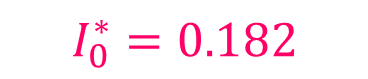 I₀* = 0.182